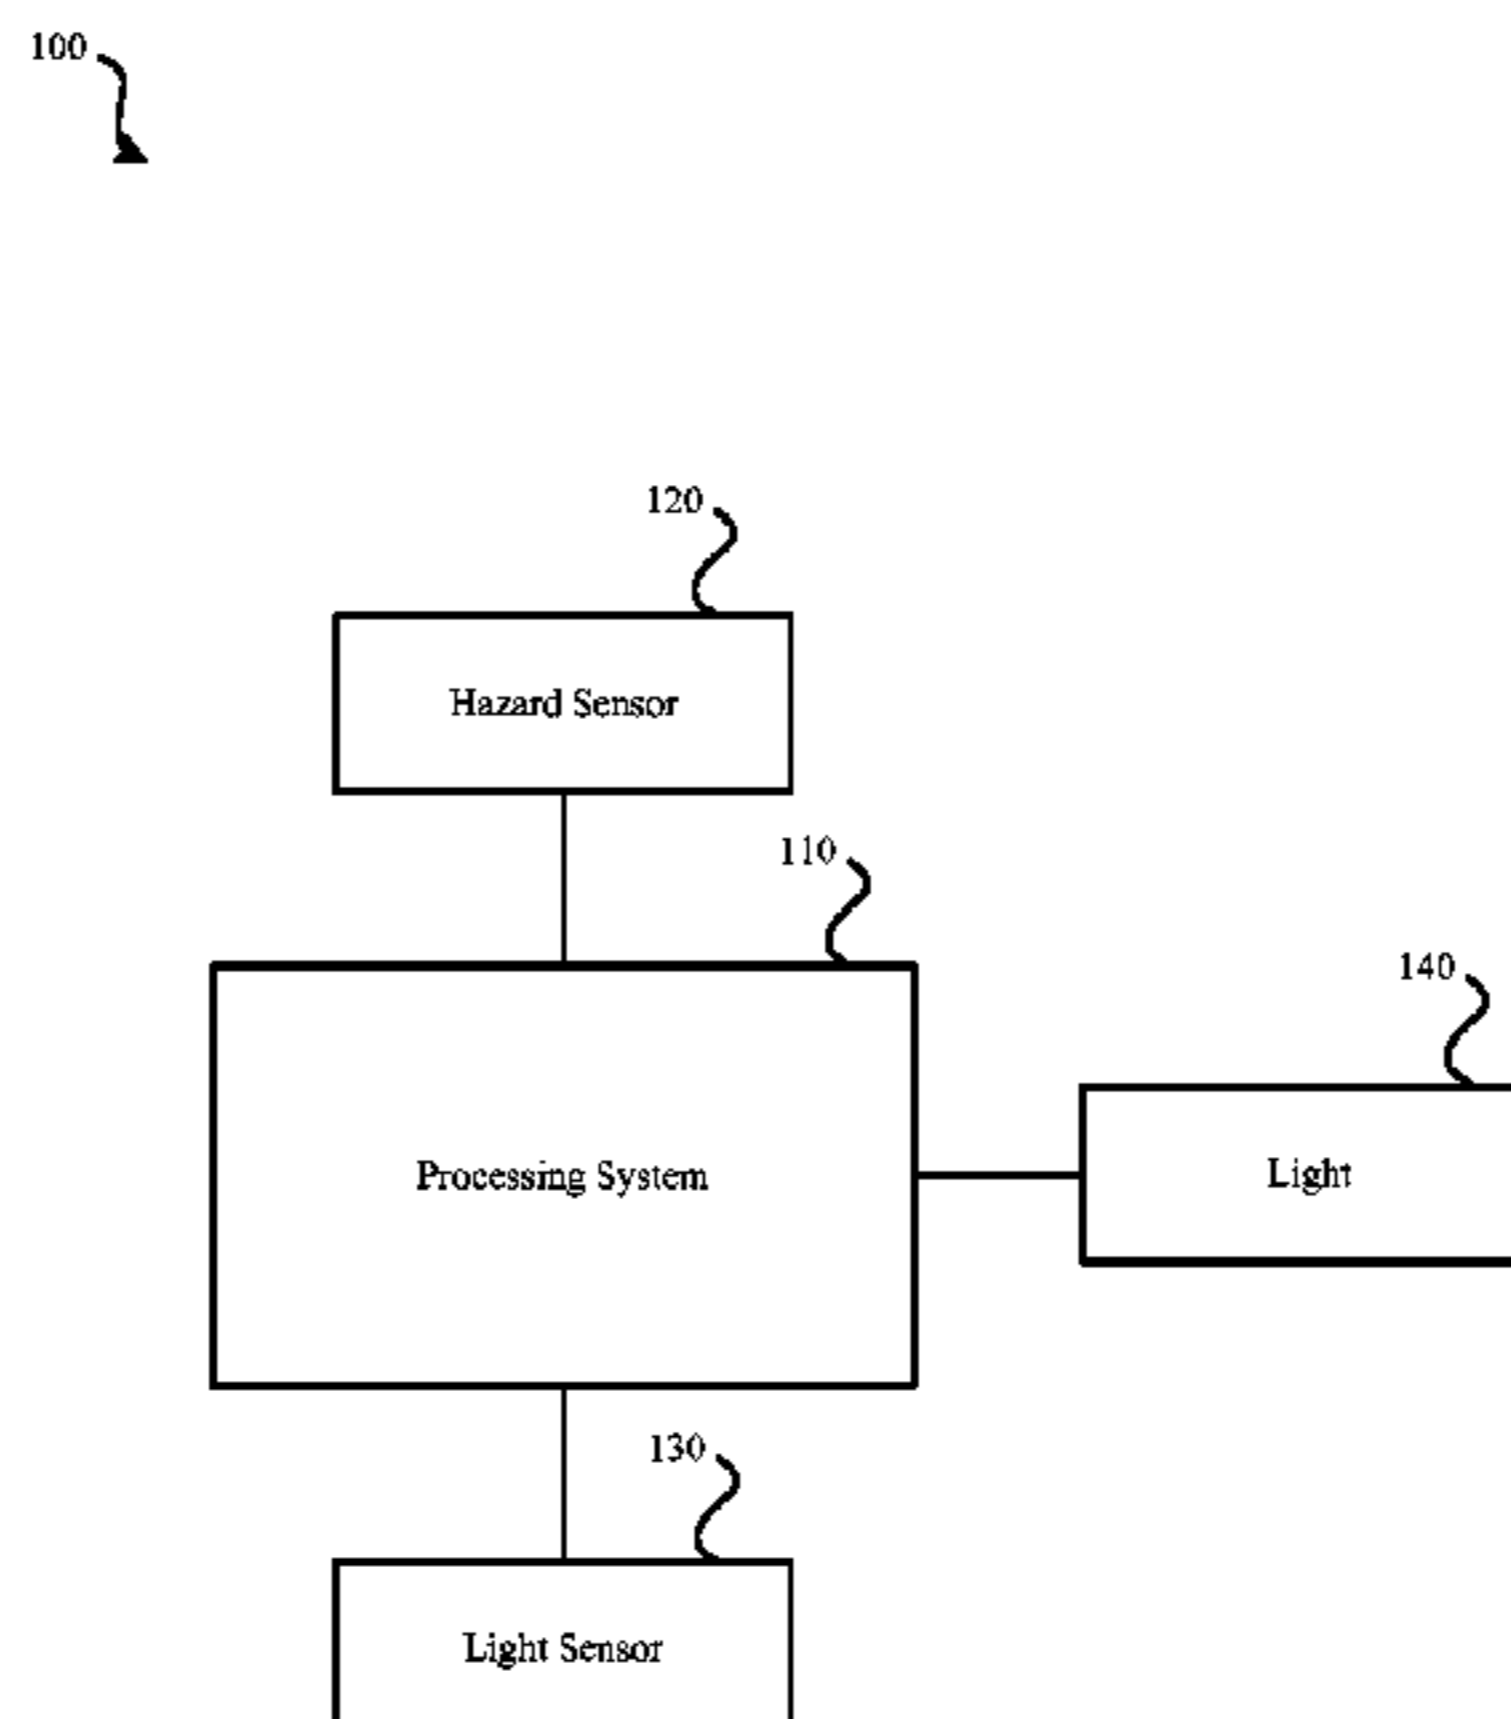 100
120
Hazard Sensor
110
140
Processing System
Light
130
Light Sensor